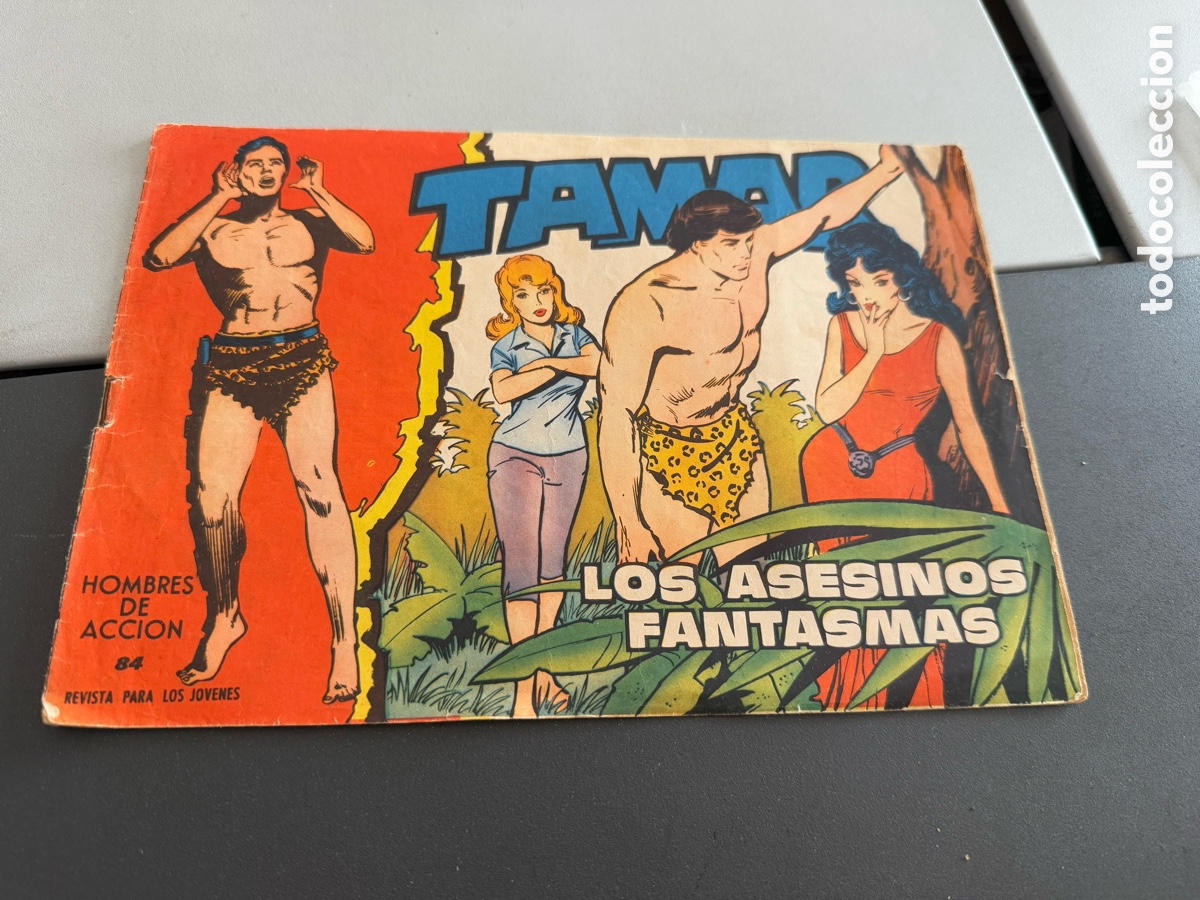 TAMAR
LOS ASESINOS
FANTASMAS
HOMBRES
DE
ACCION
84
REVISTA PARA LOS JOVENES
todocoleccion